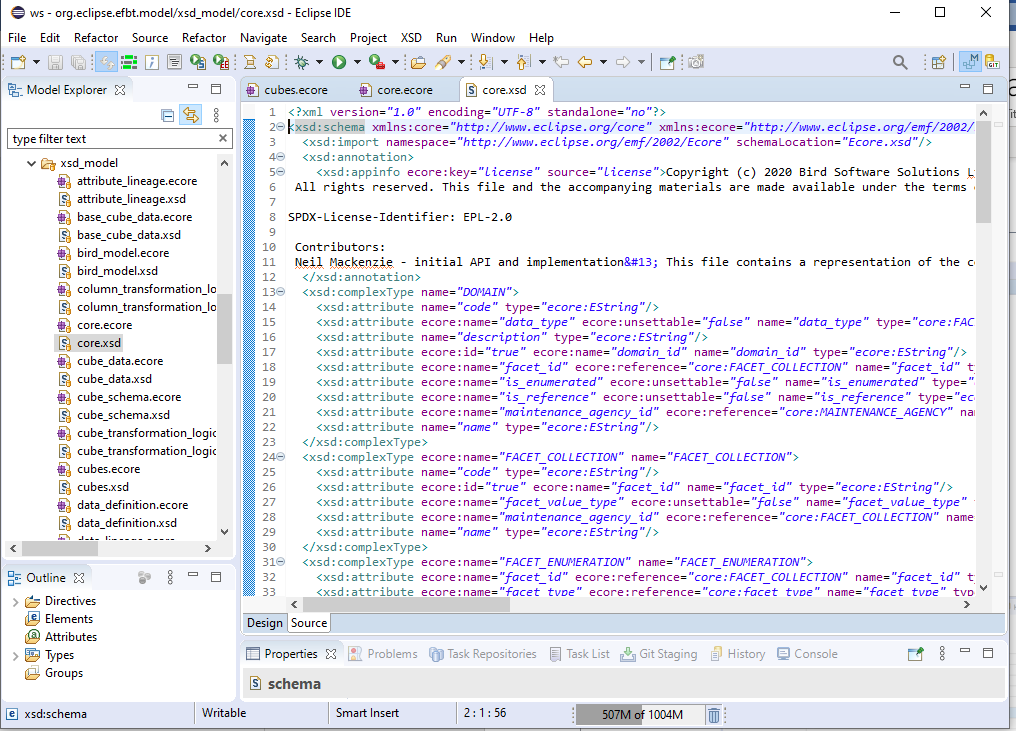 ws - org.eclipse.efbt.model/xsd_model/core.xsd - Eclipse IDE
File Edit Refactor Source Refactor Navigate Search Project XSD Run Window Help
Model Explorer
type filter text
xsd_model
attribute_lineage.ecore
attribute_lineage.xsd
base_cube_data.ecore
base_cube_data.xsd
bird_model.ecore
bird_model.xsd
column_transformation_lo
column_transformation_lo
core.ecore
core.xsd
cube_data.ecore
cube_data.xsd
cube_schema.ecore
cube_schema.xsd
cube_transformation_logic
cube_transformation_logic
cubes.ecore
cubes.xsd
data_definition.ecore
data_definition.xsd
data_lineage.ecore
Outline
Directives
Elements
Attributes
Types
Groups
cubes.ecore core.ecore core.xsd
1 <?xml version="1.0" encoding="UTF-8" standalone="no"?>
2 <xsd:schema xmlns:core="http://www.eclipse.org/core" xmlns:ecore="http://www.eclipse.org/emf/2002/
3 <xsd:import namespace="http://www.eclipse.org/emf/2002/Ecore" schemaLocation="Ecore.xsd"/>
4 <xsd:annotation>
5 <xsd:appinfo ecore:key="license" source="license">Copyright (c) 2020 Bird Software Solutions L
6 All rights reserved. This file and the accompanying materials are made available under the terms
7
8 SPDX-License-Identifier: EPL-2.0
9
10 Contributors:
11 Neil Mackenzie - initial API and implementation&#13; This file contains a representation of the co
12 </xsd:annotation>
13 <xsd:complexType name="DOMAIN">
14 <xsd:attribute name="code" type="ecore:EString"/>
15 <xsd:attribute ecore:name="data_type" ecore:unsettable="false" name="data_type" type="core:FAC
16 <xsd:attribute name="description" type="ecore:EString"/>
17 <xsd:attribute ecore:id="true" ecore:name="domain_id" name="domain_id" type="ecore:EString"/>
18 <xsd:attribute ecore:name="facet_id" ecore:reference="core:FACET_COLLECTION" name="facet_id" t
19 <xsd:attribute ecore:name="is_enumerated" ecore:unsettable="false" name="is_enumerated" type="
20 <xsd:attribute ecore:name="is_reference" ecore:unsettable="false" name="is_reference" type="ec
21 <xsd:attribute ecore:name="maintenance_agency_id" ecore:reference="core:MAINTENANCE_AGENCY" na
22 <xsd:attribute name="name" type="ecore:EString"/>
23 </xsd:complexType>
24 <xsd:complexType ecore:name="FACET_COLLECTION" name="FACET_COLLECTION">
25 <xsd:attribute name="code" type="ecore:EString"/>
26 <xsd:attribute ecore:id="true" ecore:name="facet_id" name="facet_id" type="ecore:EString"/>
27 <xsd:attribute ecore:name="facet_value_type" ecore:unsettable="false" name="facet_value_type"
28 <xsd:attribute ecore:name="maintenance_agency_id" ecore:reference="core:FACET_COLLECTION" name
29 <xsd:attribute name="name" type="ecore:EString"/>
30 </xsd:complexType>
31 <xsd:complexType ecore:name="FACET_ENUMERATION" name="FACET_ENUMERATION">
32 <xsd:attribute ecore:name="facet_id" ecore:reference="core:FACET_COLLECTION" name="facet_id" t
33 <xsd:attribute ecore:name="facet_type" ecore:reference="core:facet_type" name="facet_type" type
Design Source
Properties Problems Task Repositories Task List Git Staging History Console
schema
xsd:schema Writable Smart Insert 2 : 1 : 56 507M of 1004M